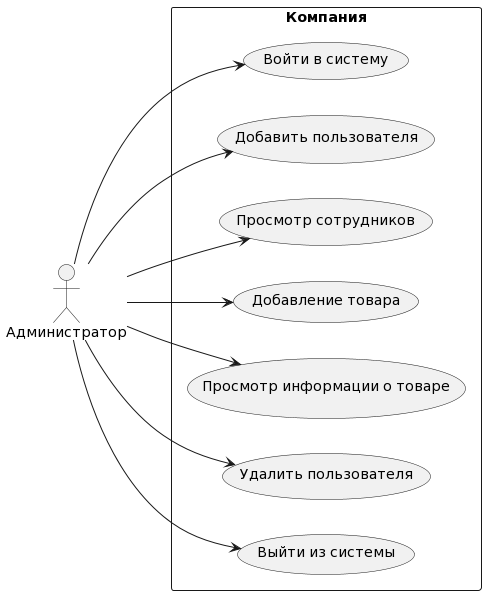 Компания
Войти в систему
Добавить пользователя
Просмотр сотрудников
Добавление товара
Администратор
Просмотр информации о товаре
Удалить пользователя
Выйти из системы